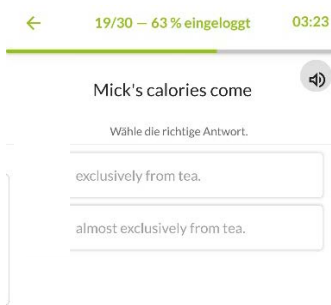 19/30 — 63 % eingeloggt 03:23
Mick's calories come
Wähle die richtige Antwort.
exclusively from tea.
almost exclusively from tea.